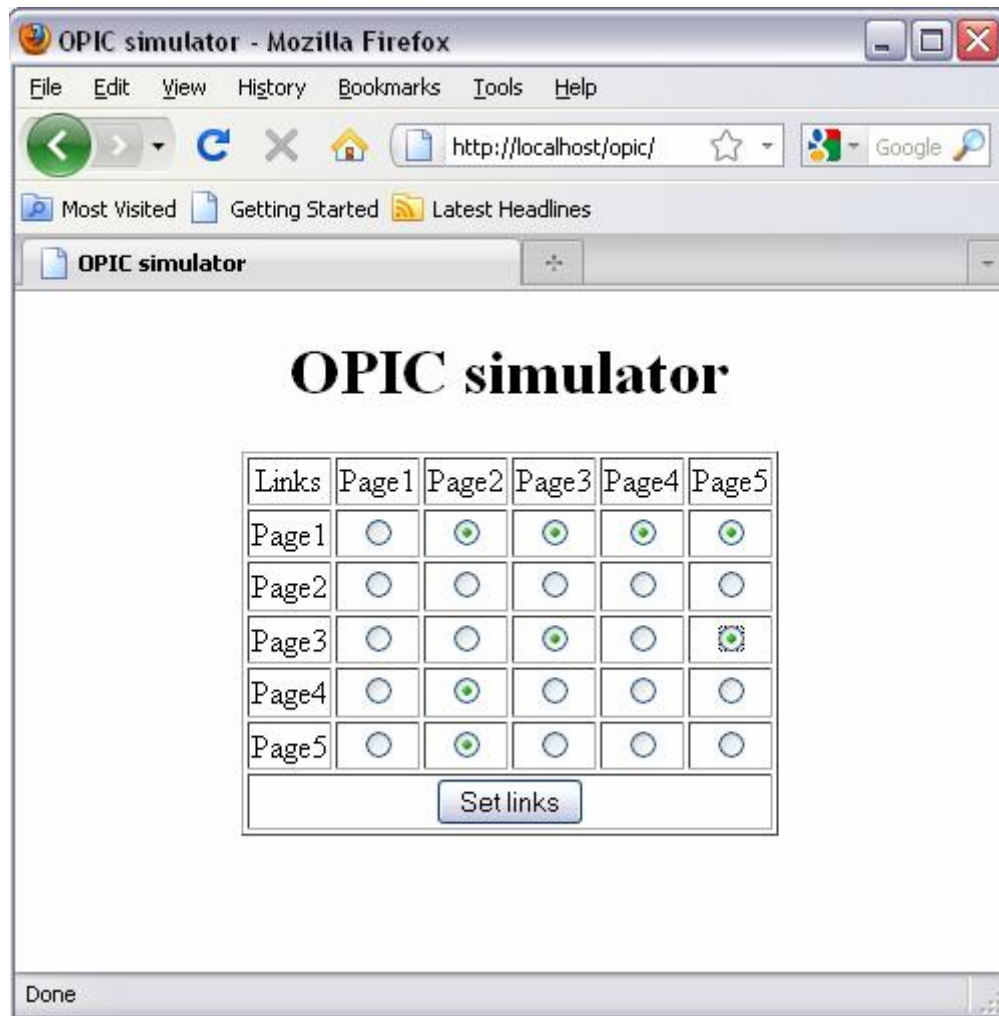 OPIC simulator - Mozilla Firefox
File Edit View History Bookmarks Tools Help
http://localhost/opic/ Google
Most Visited Getting Started Latest Headlines
OPIC simulator
OPIC simulator
Links Page1 Page2 Page3 Page4 Page5
Page1
Page2
Page3
Page4
Page5
Set links
Done